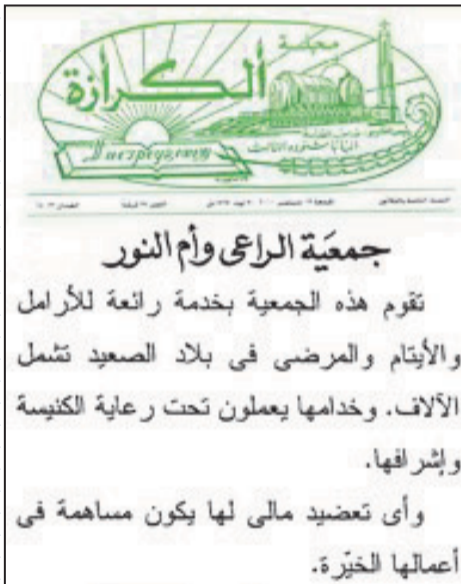 مجلة
الكرازة
جمعية الراعى وأم النور
تقوم هذه الجمعية بخدمة رائعة للأرامل
والأيتام والمرضى فى بلاد الصعيد تشمل
الآلاف. وخدامها يعملون تحت رعاية الكنيسة
وإشرافها.
وأى تعضيد مالى لها يكون مساهمة فى
أعمالها الخيّرة.